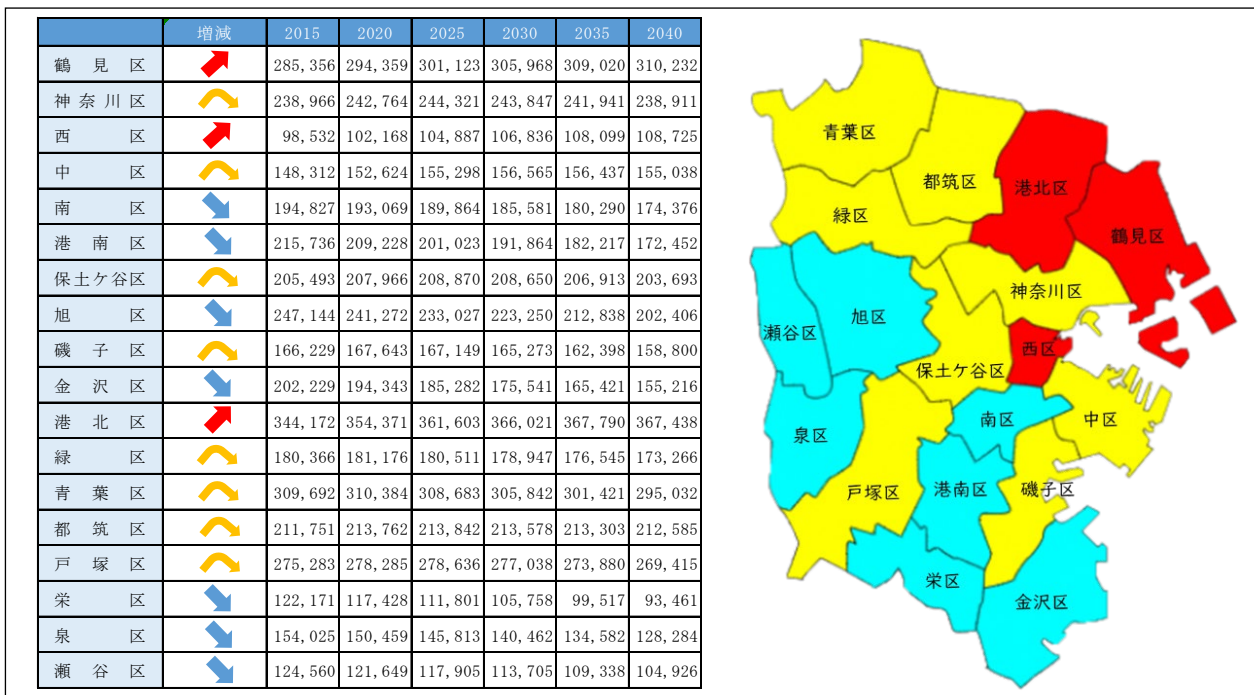 増減 2015 2020 2025 2030 2035 2040
鶴見区 285,356 294,359 301,123 305,968 309,020 310,232
神奈川区 238,966 242,764 244,321 243,847 241,941 238,911
西区 98,532 102,168 104,887 106,836 108,099 108,725
中区 148,312 152,624 155,298 156,565 156,437 155,038
南区 194,827 193,069 189,864 185,581 180,290 174,376
港南区 215,736 209,228 201,023 191,864 182,217 172,452
保土ケ谷区 205,493 207,966 208,870 208,650 206,913 203,693
旭区 247,144 241,272 233,027 223,250 212,838 202,406
磯子区 166,229 167,643 167,149 165,273 162,398 158,800
金沢区 202,229 194,343 185,282 175,541 165,421 155,216
港北区 344,172 354,371 361,603 366,021 367,790 367,438
緑区 180,366 181,176 180,511 178,947 176,545 173,266
青葉区 309,692 310,384 308,683 305,842 301,421 295,032
都筑区 211,751 213,762 213,842 213,578 213,303 212,585
戸塚区 275,283 278,285 278,636 277,038 273,880 269,415
栄区 122,171 117,428 111,801 105,758 99,517 93,461
泉区 154,025 150,459 145,813 140,462 134,582 128,284
瀬谷区 124,560 121,649 117,905 113,705 109,338 104,926
青葉区
都筑区
港北区
緑区
鶴見区
神奈川区
旭区
瀬谷区
西区
保土ケ谷区
南区
中区
泉区
戸塚区
港南区
磯子区
栄区
金沢区